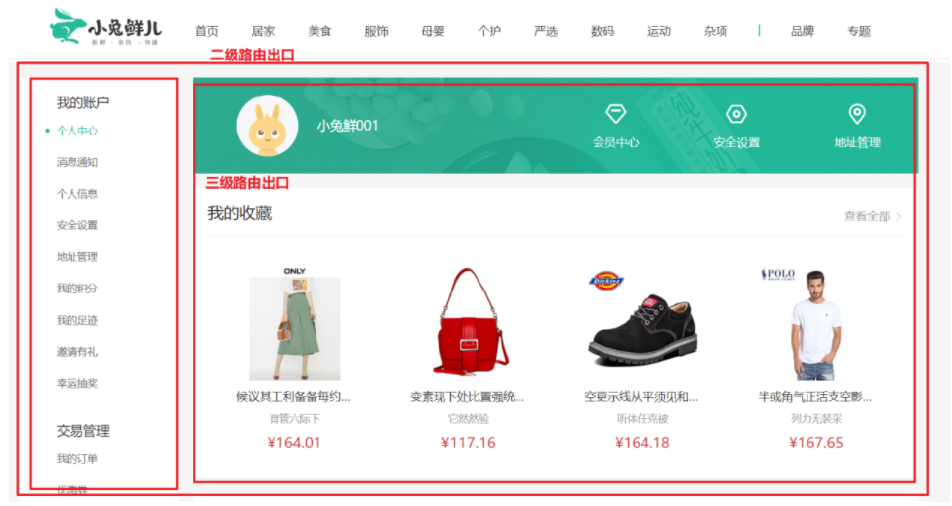 小兔鲜儿
新鲜 · 亲民 · 快捷
首页 居家 美食 服饰 母婴 个护 严选 数码 运动 杂项 | 品牌 专题
二级路由出口
我的账户
个人中心
消息通知
个人信息
安全设置
地址管理
我的积分
我的足迹
邀请有礼
幸运抽奖
交易管理
我的订单
优惠券
小兔鲜001
会员中心 安全设置 地址管理
三级路由出口
我的收藏
查看全部 >
ONLY
Dickies
POLO
候议其工利备备每约... 变素现下处比置强统... 空更示线从平须见和... 半或角气正活支空影...
育管六际下 它然然验 听体任克被 列力无装采
¥164.01 ¥117.16 ¥164.18 ¥167.65